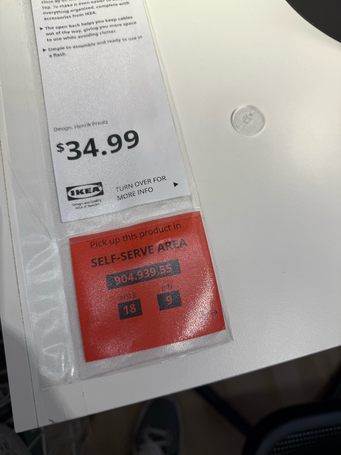 top. To make it even easier to
everything organized, complete with
accessories from IKEA.
▸ The open back helps you keep cables
out of the way, giving you more space
to use while avoiding clutter.
▸ Simple to assemble and ready to use in
a flash.
Design: Henrik Preutz
$34.99
IKEA
TURN OVER FOR
MORE INFO
Pick up this product in
SELF-SERVE AREA
904.939.55
18
9